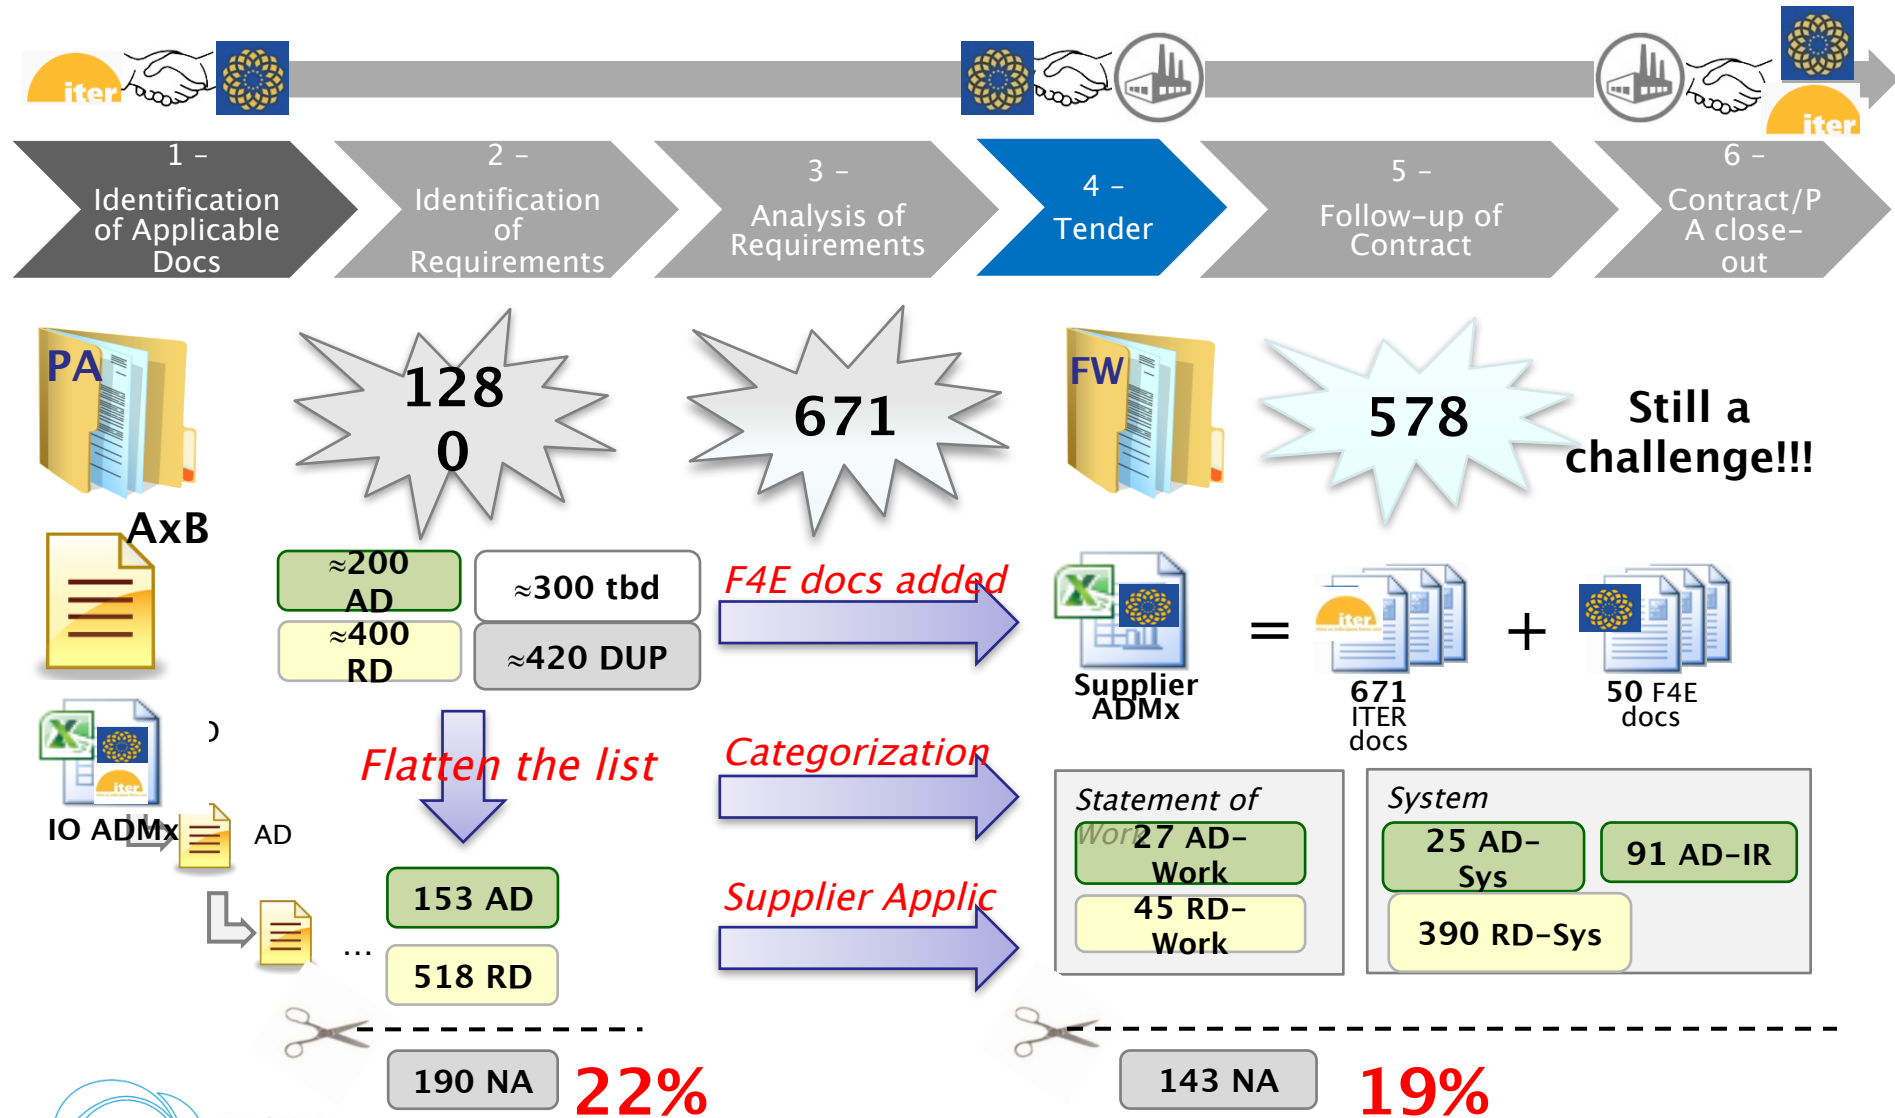 iter
iter
1 –
Identification
of Applicable
Docs
2 –
Identification
of
Requirements
3 –
Analysis of
Requirements
4 –
Tender
5 –
Follow-up of
Contract
6 –
Contract/P
A close-
out
PA
128
0
671
FW
578
Still a
challenge!!!
AxB
≈200
AD
≈300 tbd
≈400
RD
≈420 DUP
F4E docs added
Supplier
ADMx
=
iter
671
ITER
docs
+
50 F4E
docs
iter
IO ADMx
AD
...
Flatten the list
Categorization
Supplier Applic
153 AD
518 RD
Statement of
Work
27 AD-
Work
45 RD-
Work
System
25 AD-
Sys
91 AD-IR
390 RD-Sys
190 NA
22%
143 NA
19%